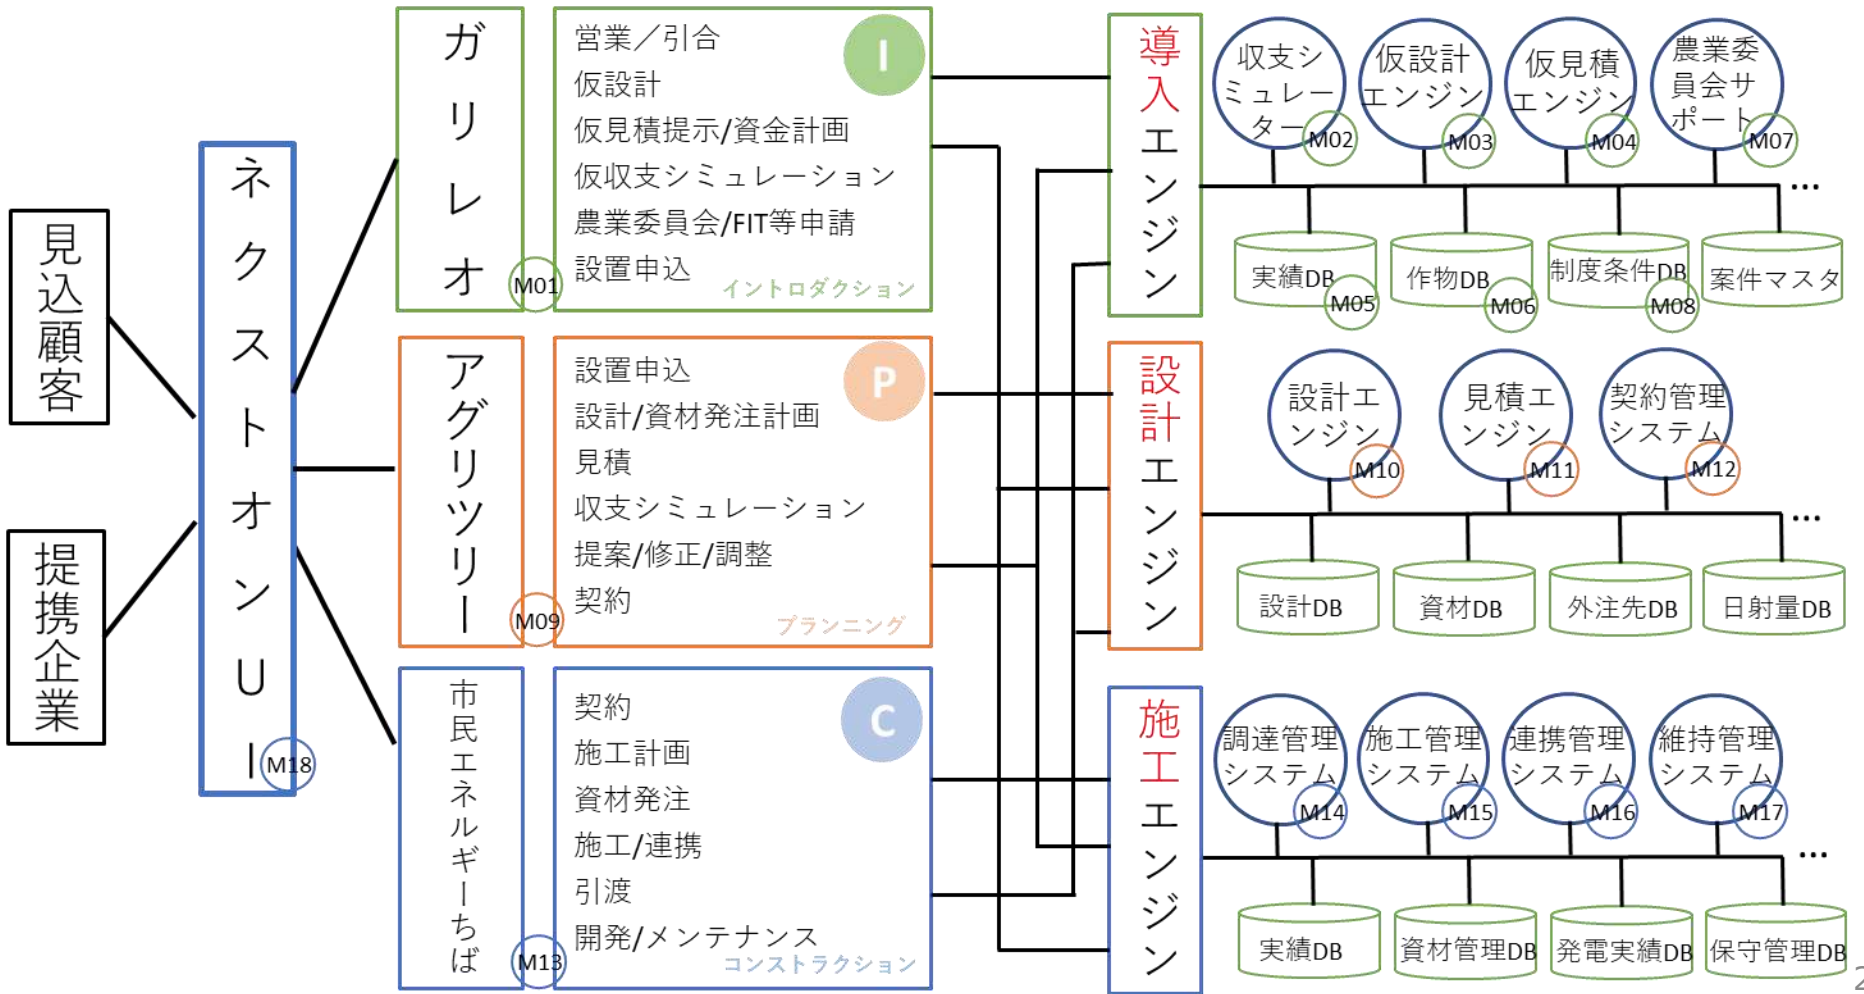 見込顧客
提携企業
ネクストオンUI
M18
ガリレオ
M01
営業／引合
仮設計
仮見積提示/資金計画
仮収支シミュレーション
農業委員会/FIT等申請
設置申込
I
イントロダクション
アグリツリー
M09
設置申込
設計/資材発注計画
見積
収支シミュレーション
提案/修正/調整
契約
P
プランニング
市民エネルギーちば
M13
契約
施工計画
資材発注
施工/連携
引渡
開発/メンテナンス
C
コンストラクション
導入エンジン
収支シ
ミュレー
ター
M02
仮設計
エンジン
M03
仮見積
エンジン
M04
農業委
員会サ
ポート
M07
…
実績DB
M05
作物DB
M06
制度条件DB
M08
案件マスタ
設計エンジン
設計エ
ンジン
M10
見積エ
ンジン
M11
契約管理
システム
M12
…
設計DB
資材DB
外注先DB
日射量DB
施工エンジン
調達管理
システム
M14
施工管理
システム
M15
連携管理
システム
M16
維持管理
システム
M17
…
実績DB
資材管理DB
発電実績DB
保守管理DB
2